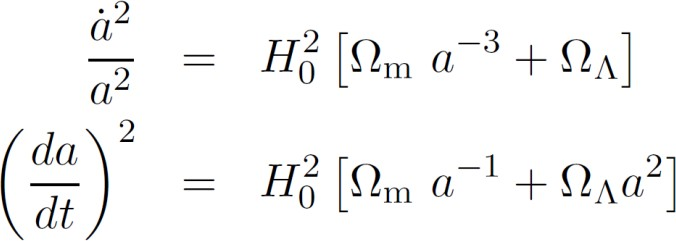 ȧ²/a² = H₀² [Ωₘ a⁻³ + Ω_Λ]
(da/dt)² = H₀² [Ωₘ a⁻¹ + Ω_Λ a²]